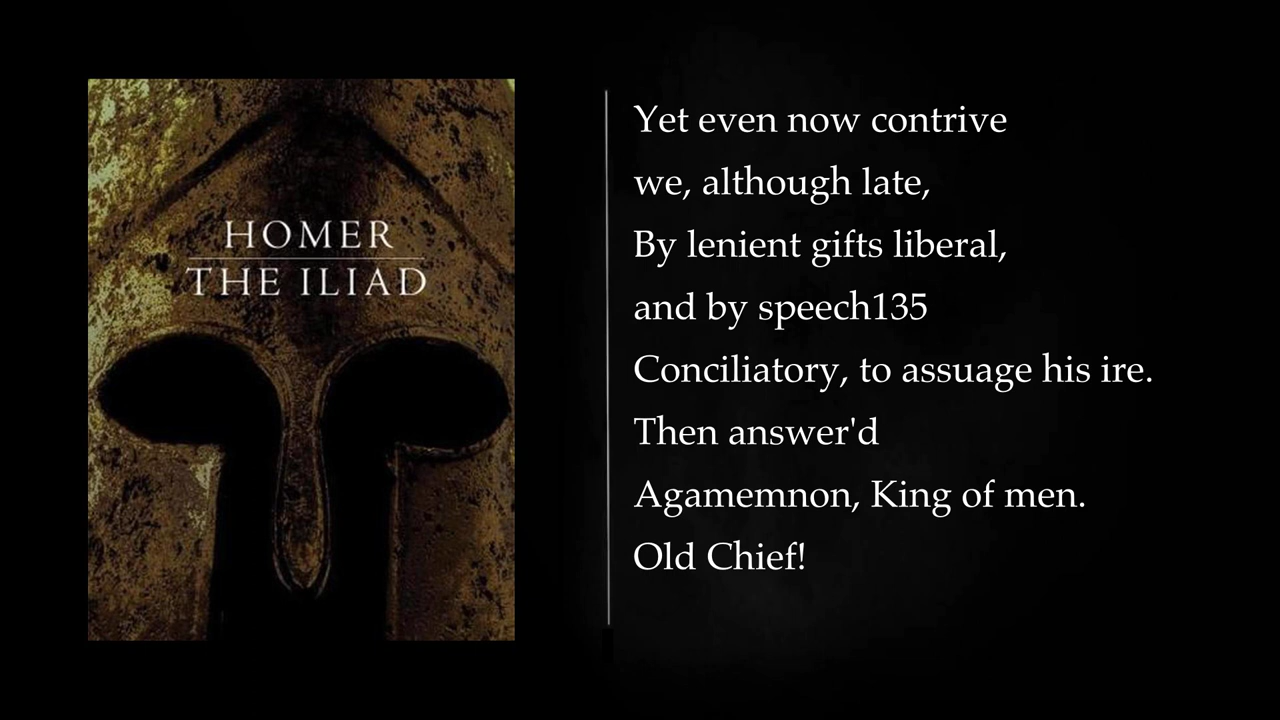 HOMER
THE ILIAD
Yet even now contrive
we, although late,
By lenient gifts liberal,
and by speech135
Conciliatory, to assuage his ire.
Then answer'd
Agamemnon, King of men.
Old Chief!